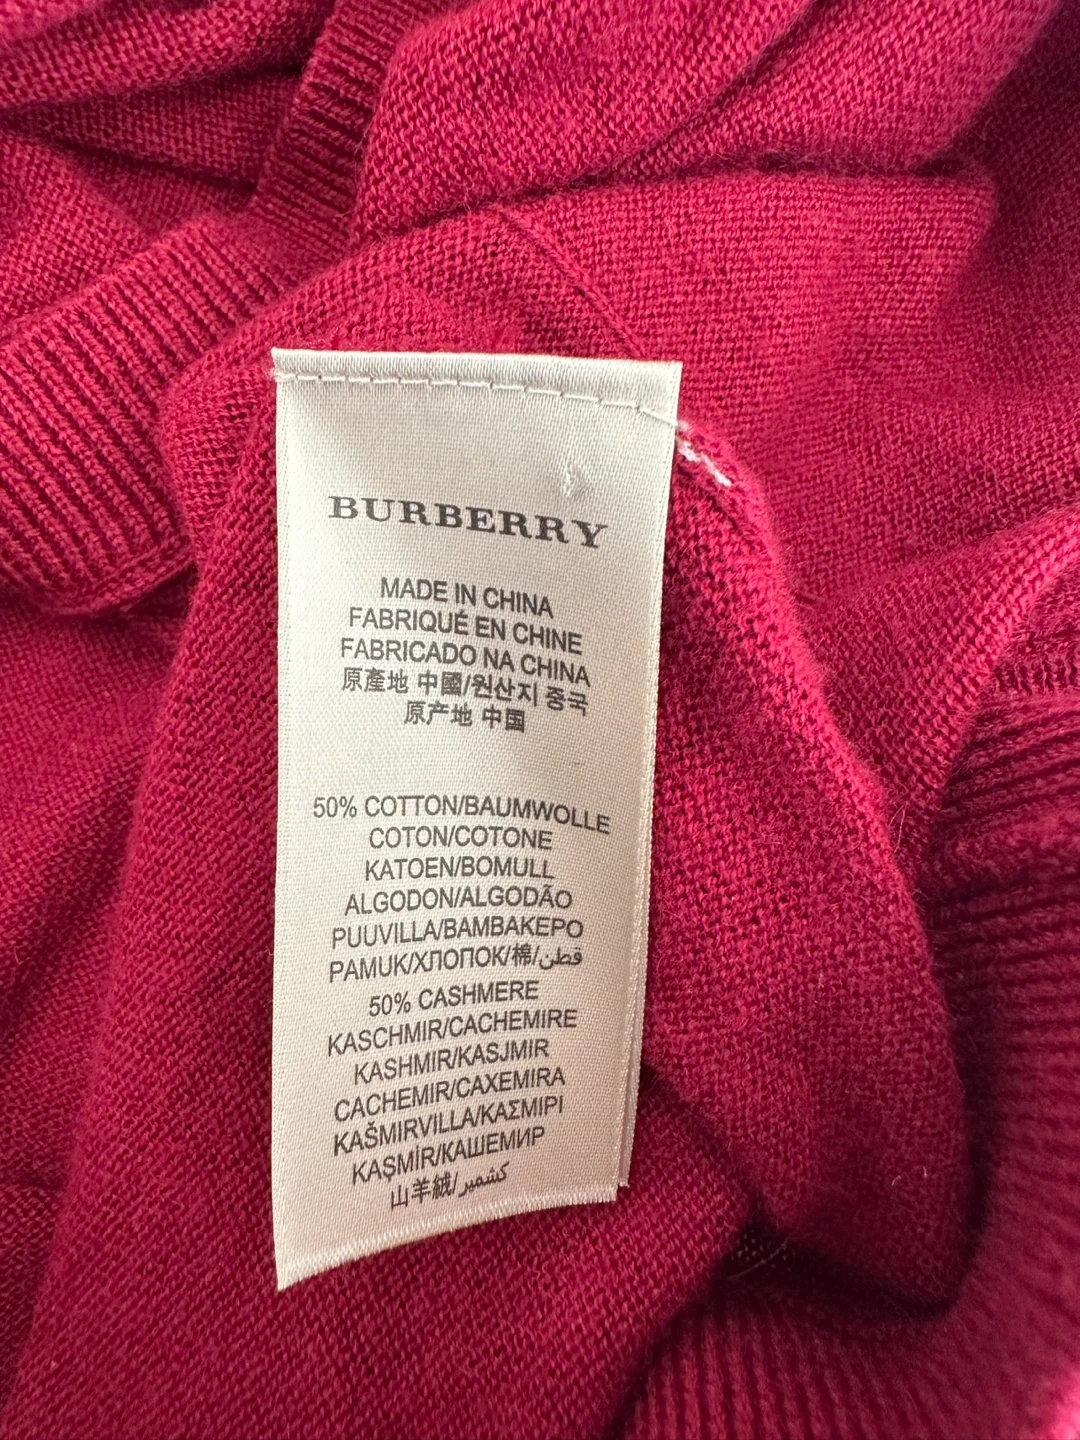 BURBERRY
MADE IN CHINA
FABRIQUÉ EN CHINE
FABRICADO NA CHINA
原產地 中國/원산지 중국
原产地 中国
50% COTTON/BAUMWOLLE
COTON/COTONE
KATOEN/BOMULL
ALGODON/ALGODÃO
PUUVILLA/ΒΑΜΒΑΚΕΡΟ
PAMUK/ХЛОПОК/棉/قطن
50% CASHMERE
KASCHMIR/CACHEMIRE
KASHMIR/KASJMIR
CACHEMIR/CAXEMIRA
KAŠMIRVILLA/ΚΑΣΜΙΡΙ
KAŞMİR/КАШЕМИР
山羊絨/كشمير